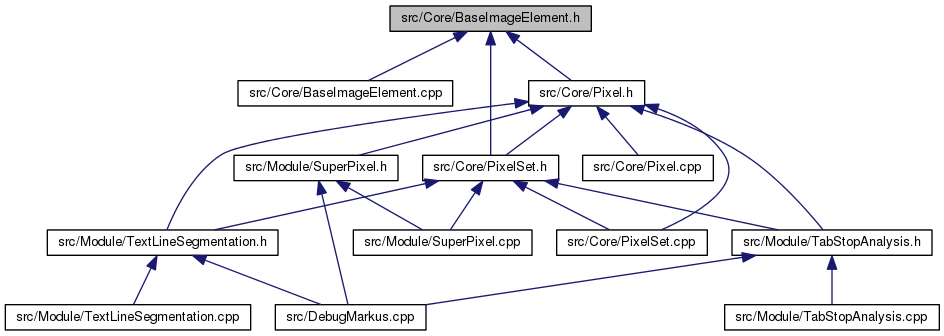 src/Core/BaseImageElement.h
src/Core/BaseImageElement.cpp
src/Core/Pixel.h
src/Module/SuperPixel.h
src/Core/PixelSet.h
src/Core/Pixel.cpp
src/Module/TextLineSegmentation.h
src/Module/SuperPixel.cpp
src/Core/PixelSet.cpp
src/Module/TabStopAnalysis.h
src/Module/TextLineSegmentation.cpp
src/DebugMarkus.cpp
src/Module/TabStopAnalysis.cpp